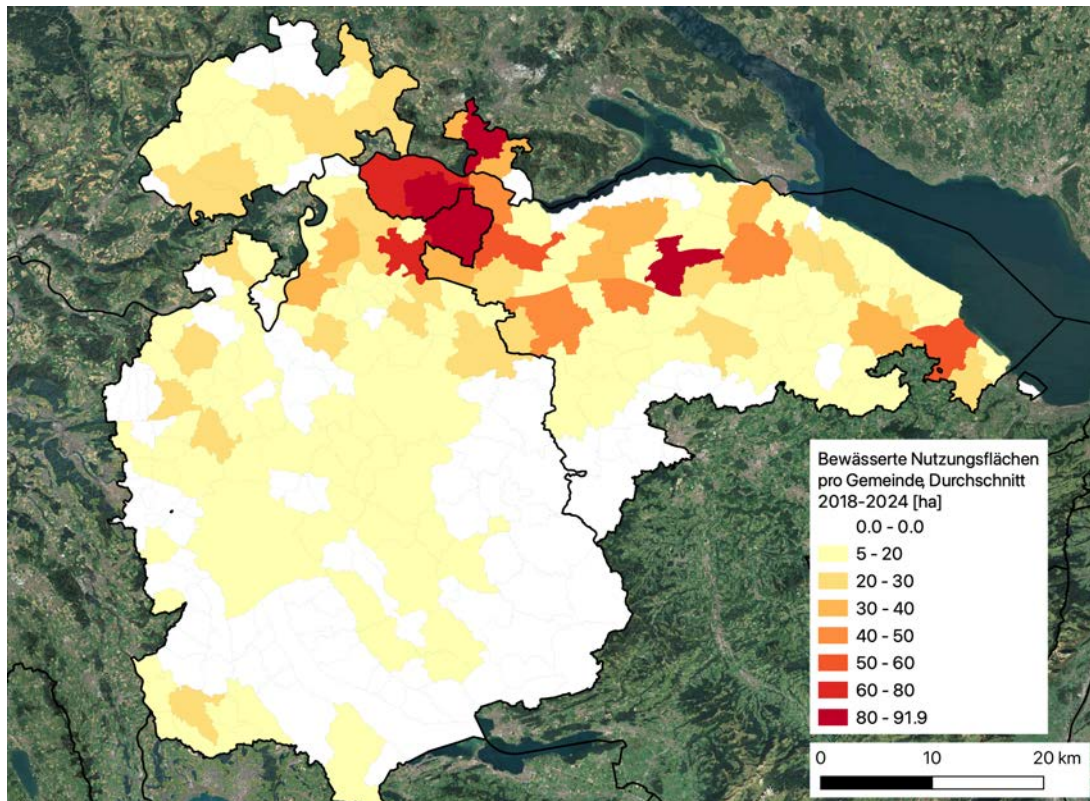 Bewässerte Nutzungsflächen
pro Gemeinde, Durchschnitt
2018-2024 [ha]
0.0 - 0.0
5 - 20
20 - 30
30 - 40
40 - 50
50 - 60
60 - 80
80 - 91.9
0 10 20 km